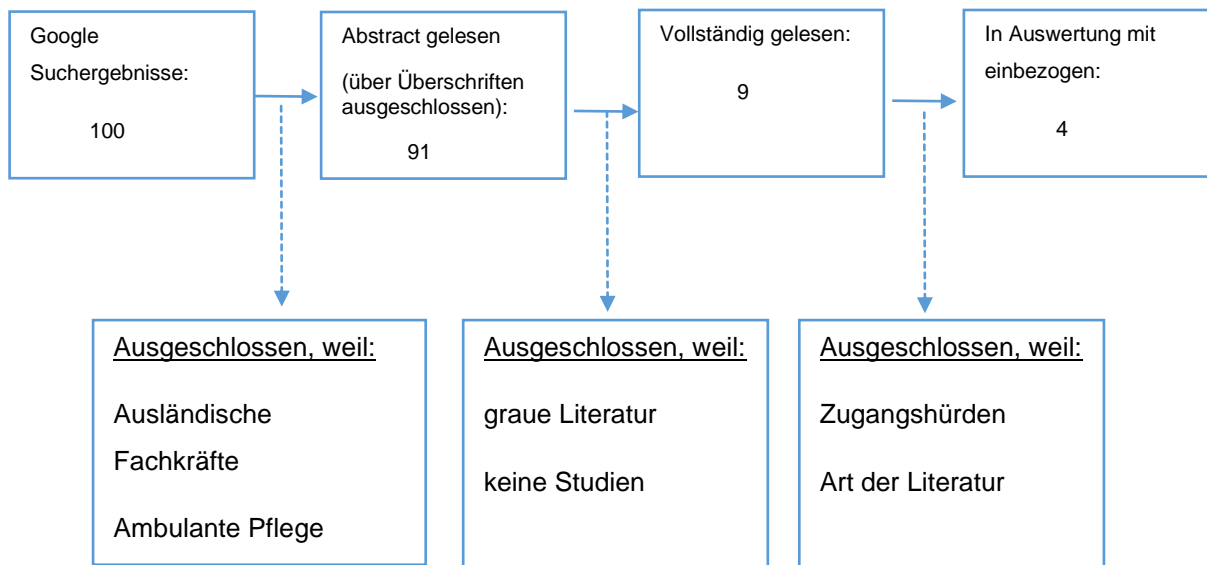 Google
Suchergebnisse:
100
Abstract gelesen
(über Überschriften
ausgeschlossen):
91
Vollständig gelesen:
9
In Auswertung mit
einbezogen:
4
Ausgeschlossen, weil:
Ausländische
Fachkräfte
Ambulante Pflege
Ausgeschlossen, weil:
graue Literatur
keine Studien
Ausgeschlossen, weil:
Zugangshürden
Art der Literatur